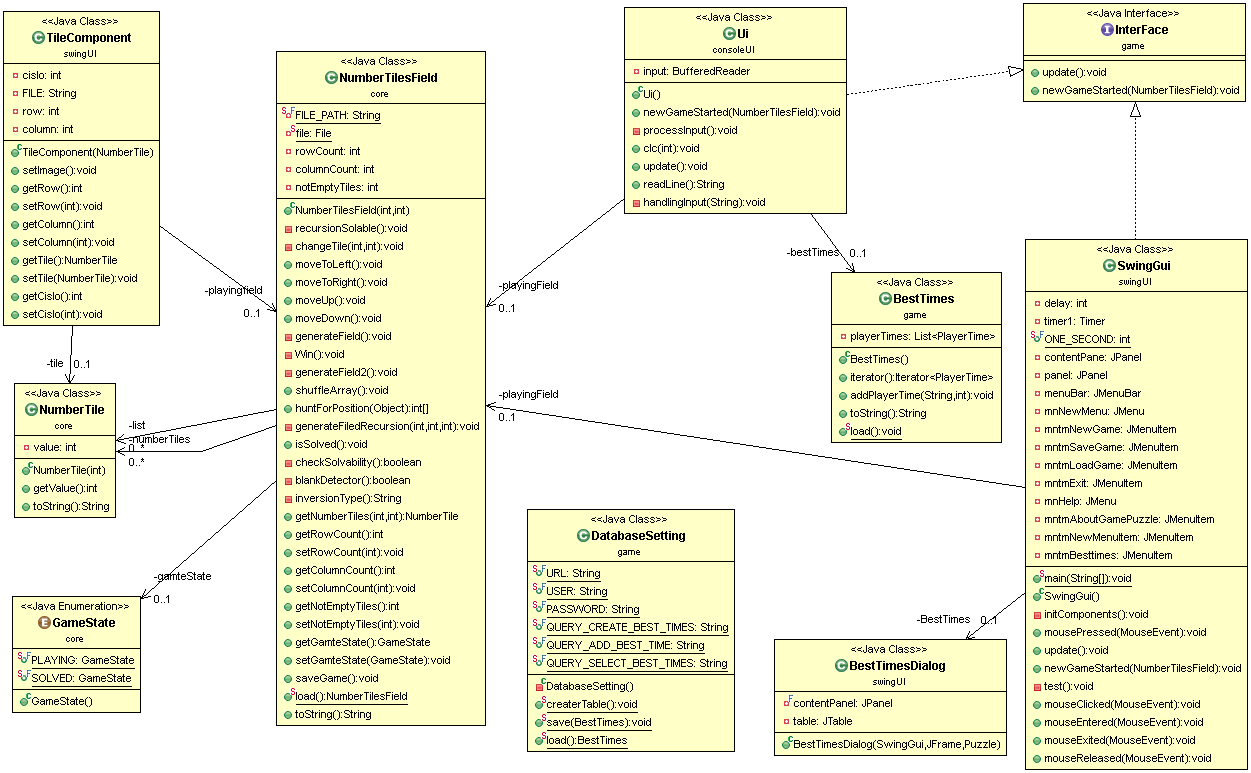 <<Java Class>>
TileComponent
swingUI
cislo: int
FILE: String
row: int
column: int
TileComponent(NumberTile)
setImage():void
getRow():int
setRow(int):void
getColumn():int
setColumn(int):void
getTile():NumberTile
setTile(NumberTile):void
getCislo():int
setCislo(int):void
<<Java Class>>
NumberTilesField
core
FILE_PATH: String
file: File
rowCount: int
columnCount: int
notEmptyTiles: int
NumberTilesField(int,int)
recursionSolable():void
changeTile(int,int):void
moveToLeft():void
moveToRight():void
moveUp():void
moveDown():void
generateField():void
Win():void
generateField2():void
shuffleArray():void
huntForPosition(Object):int[]
generateFiledRecursion(int,int,int):void
isSolved():void
checkSolvability():boolean
blankDetector():boolean
inversionType():String
getNumberTiles(int,int):NumberTile
getRowCount():int
setRowCount(int):void
getColumnCount():int
setColumnCount(int):void
getNotEmptyTiles():int
setNotEmptyTiles(int):void
getGamteState():GameState
setGamteState(GameState):void
saveGame():void
load():NumberTilesField
toString():String
<<Java Class>>
Ui
consoleUI
input: BufferedReader
Ui()
newGameStarted(NumberTilesField):void
processInput():void
clc(int):void
update():void
readLine():String
handlingInput(String):void
<<Java Interface>>
InterFace
game
update():void
newGameStarted(NumberTilesField):void
-playingfield
0..1
-playingField
0..1
-bestTimes
0..1
-playingField
0..1
-tile
0..1
-list
0..*
-numberTiles
0..*
-gamteState
0..1
-BestTimes
0..1
<<Java Class>>
NumberTile
core
value: int
NumberTile(int)
getValue():int
toString():String
<<Java Class>>
BestTimes
game
playerTimes: List<PlayerTime>
BestTimes()
iterator():Iterator<PlayerTime>
addPlayerTime(String,int):void
toString():String
load():void
<<Java Class>>
SwingGui
swingUI
delay: int
timer1: Timer
ONE_SECOND: int
contentPane: JPanel
panel: JPanel
menuBar: JMenuBar
mnNewMenu: JMenu
mntmNewGame: JMenuItem
mntmSaveGame: JMenuItem
mntmLoadGame: JMenuItem
mntmExit: JMenuItem
mnHelp: JMenu
mntmAboutGamePuzzle: JMenuItem
mntmNewMenuItem: JMenuItem
mntmBesttimes: JMenuItem
main(String[]):void
SwingGui()
initComponents():void
mousePressed(MouseEvent):void
update():void
newGameStarted(NumberTilesField):void
test():void
mouseClicked(MouseEvent):void
mouseEntered(MouseEvent):void
mouseExited(MouseEvent):void
mouseReleased(MouseEvent):void
<<Java Class>>
DatabaseSetting
game
URL: String
USER: String
PASSWORD: String
QUERY_CREATE_BEST_TIMES: String
QUERY_ADD_BEST_TIME: String
QUERY_SELECT_BEST_TIMES: String
DatabaseSetting()
createrTable():void
save(BestTimes):void
load():BestTimes
<<Java Enumeration>>
GameState
core
PLAYING: GameState
SOLVED: GameState
GameState()
<<Java Class>>
BestTimesDialog
swingUI
contentPanel: JPanel
table: JTable
BestTimesDialog(SwingGui,JFrame,Puzzle)